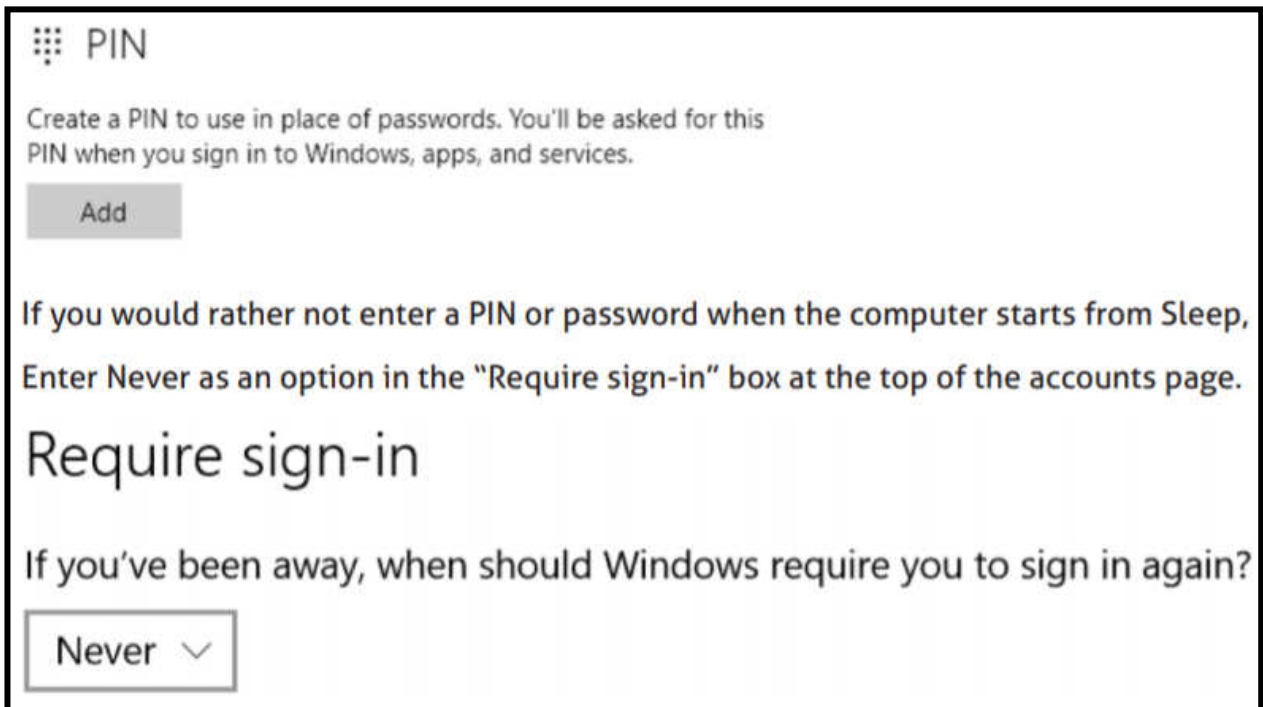 PIN
Create a PIN to use in place of passwords. You'll be asked for this
PIN when you sign in to Windows, apps, and services.
Add
If you would rather not enter a PIN or password when the computer starts from Sleep,
Enter Never as an option in the “Require sign-in” box at the top of the accounts page.
Require sign-in
If you've been away, when should Windows require you to sign in again?
Never